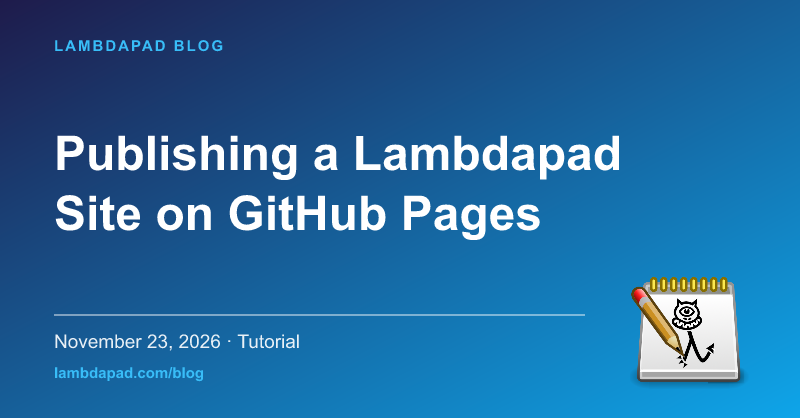 LAMBDAPAD BLOG
Publishing a Lambdapad
Site on GitHub Pages
November 23, 2026 · Tutorial
lambdapad.com/blog